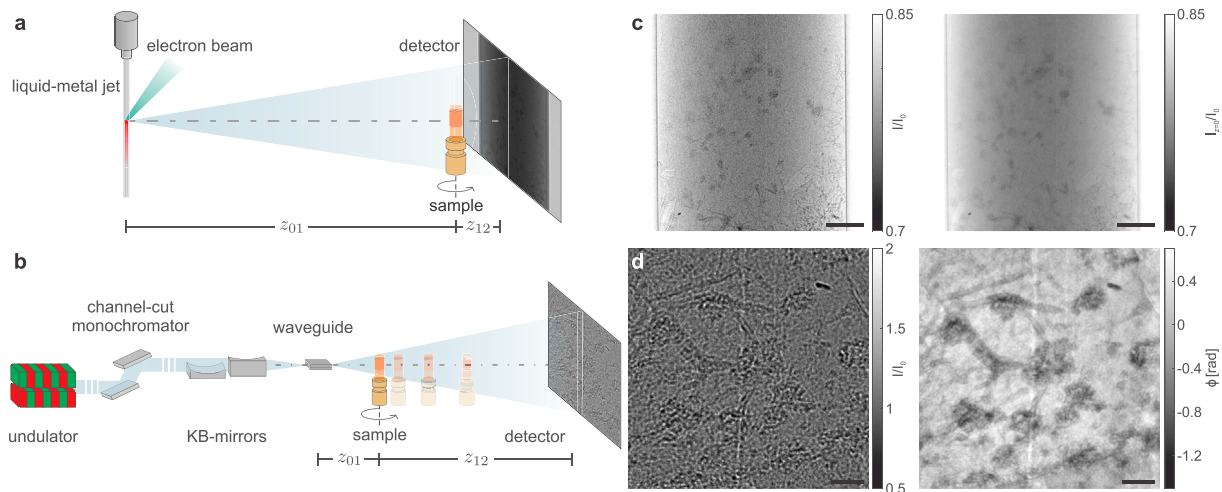 a
electron beam
detector
liquid-metal jet
sample
z01
z12
b
channel-cut
monochromator
waveguide
undulator
KB-mirrors
sample
detector
z01
z12
c
0.85
I/I0
0.7
0.85
Iz=0/I0
0.7
d
2
1.5
I/I0
1
0.5
0.4
0
-0.4
ϕ [rad]
-0.8
-1.2